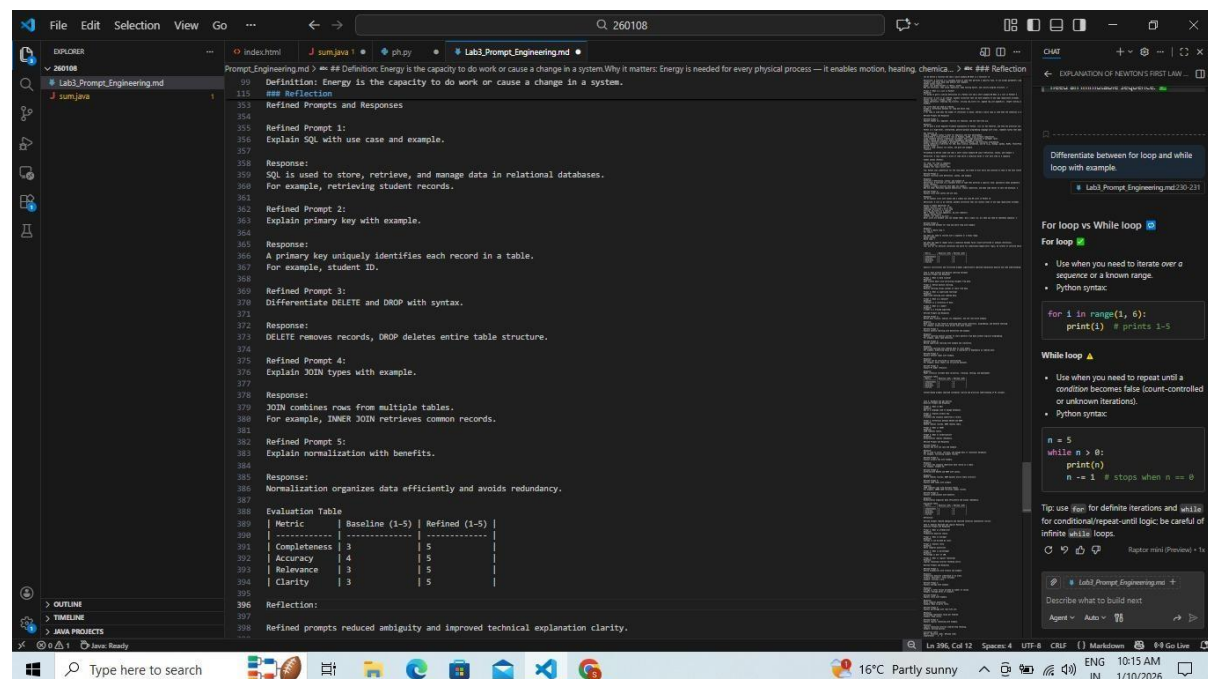 File Edit Selection View Go ...
260108
EXPLORER
260108
Lab3_Prompt_Engineering.md
sum.java 1
OUTLINE
TIMELINE
JAVA PROJECTS
index.html
sum.java 1
ph.py
Lab3_Prompt_Engineering.md
Prompt_Engineering.md > ## Definition: Energy is the capacity to do work or cause a change in a system.Why it matters: Energy is needed for every physical process — it enables motion, heating, chemica... > ### Reflection
99 Definition: Energy is the capacity to do work or cause a change in a system.
115 ### Reflection
353 Refined Prompts and Responses
354
355 Refined Prompt 1:
356 Explain SQL with use case and example.
357
358 Response:
359 SQL is used to store, retrieve, and manage data in relational databases.
360 For example, retrieving student records.
361
362 Refined Prompt 2:
363 Explain primary key with example.
364
365 Response:
366 A primary key uniquely identifies each record in a table.
367 For example, student ID.
368
369 Refined Prompt 3:
370 Differentiate DELETE and DROP with syntax.
371
372 Response:
373 DELETE removes records, DROP deletes entire table structure.
374
375 Refined Prompt 4:
376 Explain JOIN types with example.
377
378 Response:
379 JOIN combines rows from multiple tables.
380 For example, INNER JOIN retrieves common records.
381
382 Refined Prompt 5:
383 Explain normalization with benefits.
384
385 Response:
386 Normalization organizes data efficiently and avoids redundancy.
387
388 Evaluation Table
389 | Metric | Baseline (1-5) | Refined (1-5) |
390 | ------------ | -------------- | ------------- |
391 | Completeness | 3 | 5 |
392 | Accuracy | 4 | 5 |
393 | Relevance | 3 | 5 |
394 | Clarity | 3 | 5 |
395
396 Reflection:
397
398 Refined prompts reduced ambiguity and improved technical explanation clarity.
CHAT
EXPLANATION OF NEWTON'S FIRST LAW ...
need an immutable sequence.
Differentiate between for loop and while
loop with example.
Lab3_Prompt_Engineering.md:230-231
For loop vs While loop
For loop
• Use when you need to iterate over a
sequence or a known range.
• Python syntax:
for i in range(1, 6):
print(i) # prints 1-5
While loop
• Use when you need to repeat until a
condition becomes false (count-controlled
or unknown iterations).
• Python syntax:
n = 5
while n > 0:
print(n)
n -= 1 # stops when n == 0
Tip: use for for definite iterations and while
for conditional/repeat-until logic; be careful of
infinite while loops.
Raptor mini (Preview) • 1x
Lab3_Prompt_Engineering.md +
Describe what to build next
Agent Auto
0 1 Java: Ready
Ln 396, Col 12 Spaces: 4 UTF-8 CRLF {} Markdown Go Live
Type here to search
16°C Partly sunny
ENG
IN
10:15 AM
1/10/2026